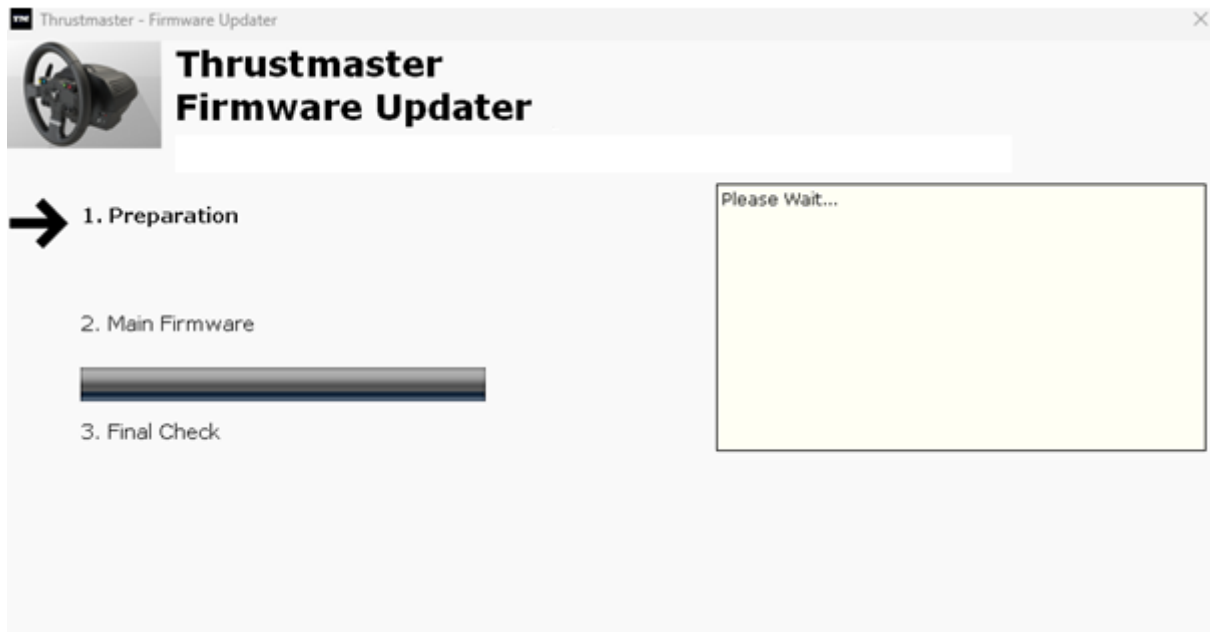 Thrustmaster - Firmware Updater
Thrustmaster
Firmware Updater
1. Preparation
Please Wait...
2. Main Firmware
3. Final Check